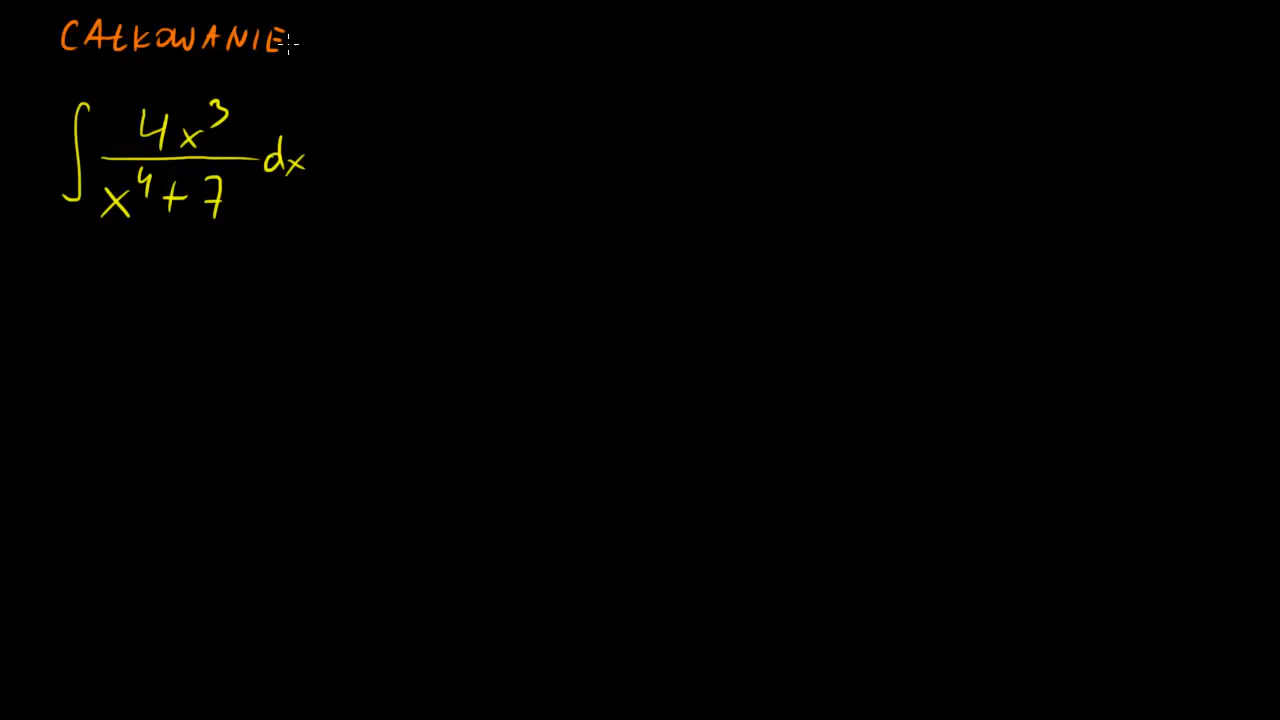 CAŁKOWANIE
∫ 4x³/(x⁴ + 7) dx